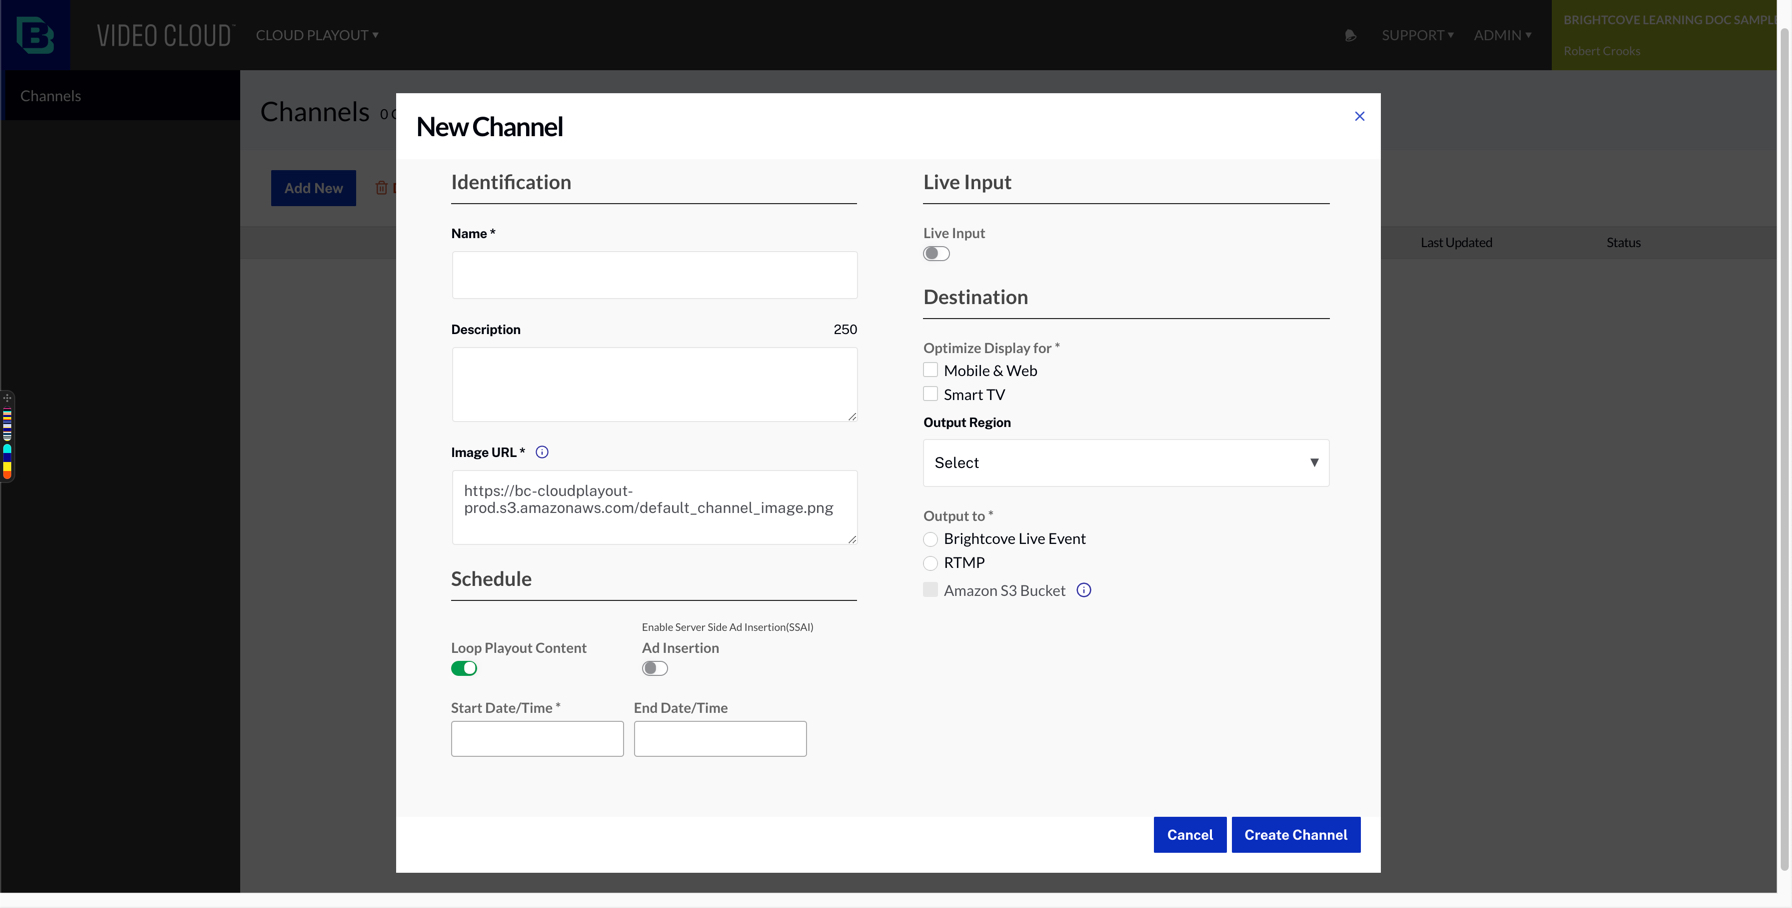 VIDEO CLOUD
CLOUD PLAYOUT ▾
SUPPORT ▾
ADMIN ▾
BRIGHTCOVE LEARNING DOC SAMPL
Robert Crooks
Channels
Channels 0
Add New
Last Updated
Status
New Channel
Identification
Name *
Description 250
Image URL *
https://bc-cloudplayout-
prod.s3.amazonaws.com/default_channel_image.png
Schedule
Enable Server Side Ad Insertion(SSAI)
Loop Playout Content
Ad Insertion
Start Date/Time *
End Date/Time
Live Input
Live Input
Destination
Optimize Display for *
Mobile & Web
Smart TV
Output Region
Select
Output to *
Brightcove Live Event
RTMP
Amazon S3 Bucket
Cancel
Create Channel